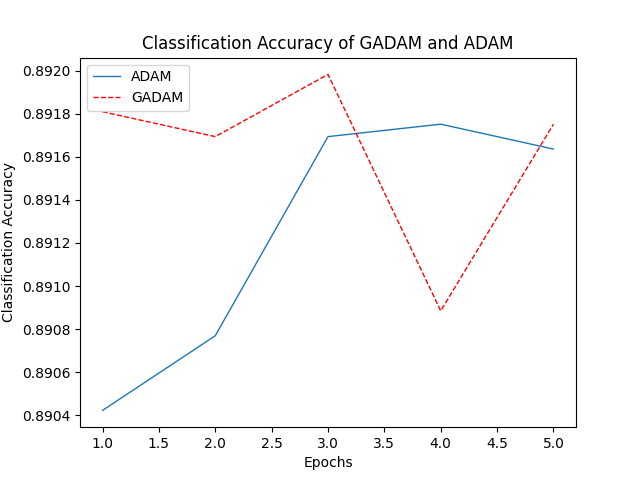 Classification Accuracy of GADAM and ADAM
ADAM
GADAM
Classification Accuracy
0.8920
0.8918
0.8916
0.8914
0.8912
0.8910
0.8908
0.8906
0.8904
1.0 1.5 2.0 2.5 3.0 3.5 4.0 4.5 5.0
Epochs